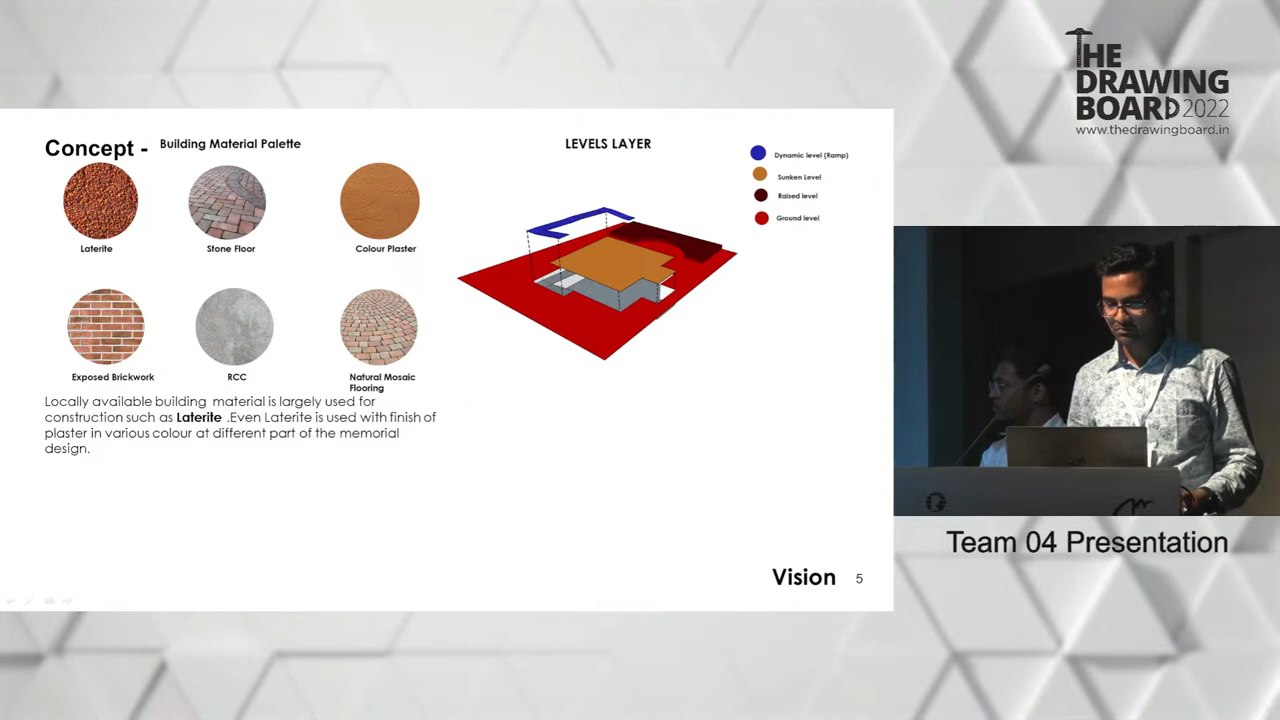 THE
DRAWING
BOARD 2022
www.thedrawingboard.in
Concept -
Building Material Palette
LEVELS LAYER
Dynamic level (Ramp)
Sunken Level
Raised level
Ground level
Laterite
Stone Floor
Colour Plaster
Exposed Brickwork
RCC
Natural Mosaic
Flooring
Locally available building material is largely used for
construction such as Laterite .Even Laterite is used with finish of
plaster in various colour at different part of the memorial
design.
Vision
5
Team 04 Presentation